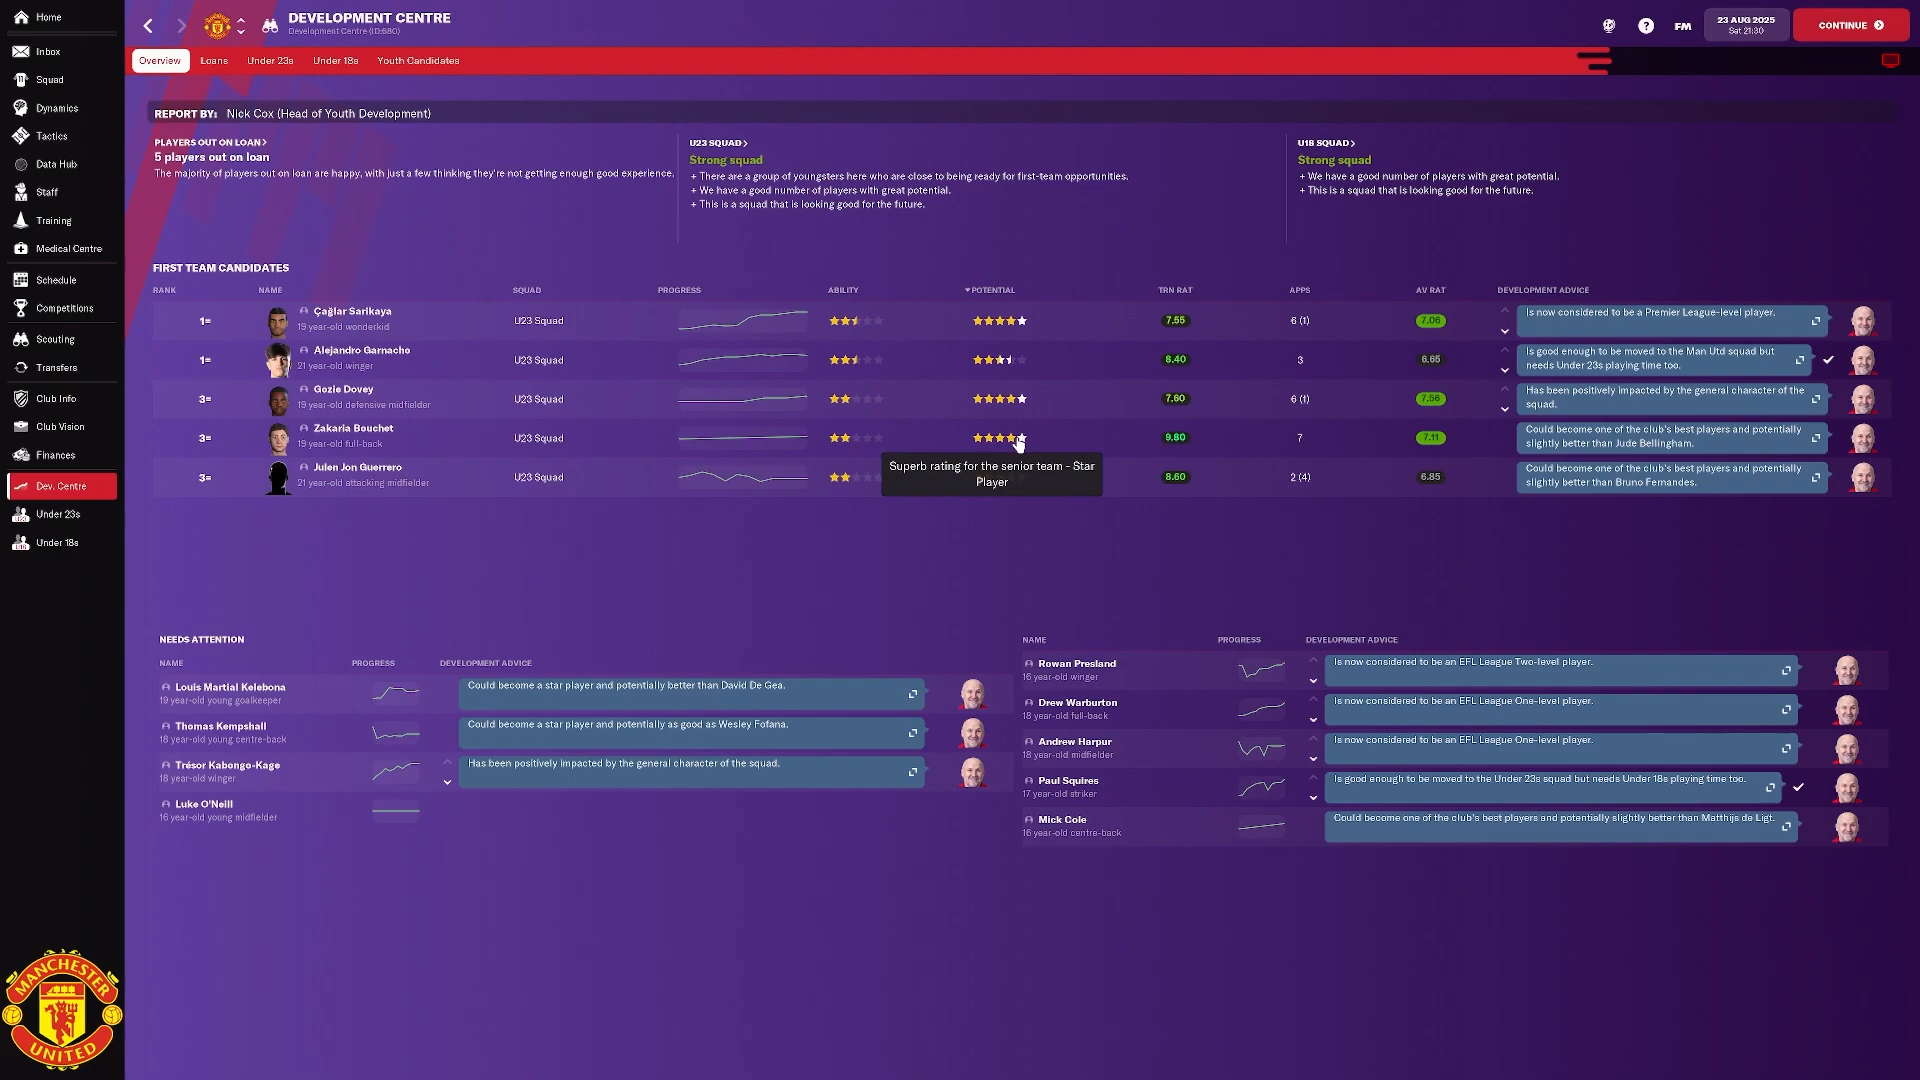 Home
Inbox
Squad
Dynamics
Tactics
Data Hub
Staff
Training
Medical Centre
Schedule
Competitions
Scouting
Transfers
Club Info
Club Vision
Finances
Dev. Centre
Under 23s
Under 18s
MANCHESTER
UNITED
DEVELOPMENT CENTRE
Development Centre (ID:680)
FM
23 AUG 2025
Sat 21:30
CONTINUE
Overview
Loans
Under 23s
Under 18s
Youth Candidates
REPORT BY: Nick Cox (Head of Youth Development)
PLAYERS OUT ON LOAN>
5 players out on loan
The majority of players out on loan are happy, with just a few thinking they're not getting enough good experience.
U23 SQUAD>
Strong squad
+ There are a group of youngsters here who are close to being ready for first-team opportunities.
+ We have a good number of players with great potential.
+ This is a squad that is looking good for the future.
U18 SQUAD>
Strong squad
+ We have a good number of players with great potential.
+ This is a squad that is looking good for the future.
FIRST TEAM CANDIDATES
RANK NAME SQUAD PROGRESS ABILITY POTENTIAL TRN RAT APPS AV RAT DEVELOPMENT ADVICE
1= Çağlar Sarikaya
19 year-old wonderkid
U23 Squad 7.55 6 (1) 7.06
Is now considered to be a Premier League-level player.
1= Alejandro Garnacho
21 year-old winger
U23 Squad 8.40 3 6.65
Is good enough to be moved to the Man Utd squad but
needs Under 23s playing time too.
3= Gozie Dovey
19 year-old defensive midfielder
U23 Squad 7.60 6 (1) 7.56
Has been positively impacted by the general character of the
squad.
3= Zakaria Bouchet
19 year-old full-back
U23 Squad 9.80 7 7.11
Could become one of the club's best players and potentially
slightly better than Jude Bellingham.
3= Julen Jon Guerrero
21 year-old attacking midfielder
U23 Squad 8.60 2 (4) 6.85
Could become one of the club's best players and potentially
slightly better than Bruno Fernandes.
Superb rating for the senior team - Star
Player
NEEDS ATTENTION
NAME PROGRESS DEVELOPMENT ADVICE
Louis Martial Kelebona
19 year-old young goalkeeper
Could become a star player and potentially better than David De Gea.
Thomas Kempshall
18 year-old young centre-back
Could become a star player and potentially as good as Wesley Fofana.
Trésor Kabongo-Kage
18 year-old winger
Has been positively impacted by the general character of the squad.
Luke O'Neill
16 year-old young midfielder
NAME PROGRESS DEVELOPMENT ADVICE
Rowan Presland
16 year-old winger
Is now considered to be an EFL League Two-level player.
Drew Warburton
18 year-old full-back
Is now considered to be an EFL League One-level player.
Andrew Harpur
18 year-old midfielder
Is now considered to be an EFL League One-level player.
Paul Squires
17 year-old striker
Is good enough to be moved to the Under 23s squad but needs Under 18s playing time too.
Mick Cole
16 year-old centre-back
Could become one of the club's best players and potentially slightly better than Matthijs de Ligt.